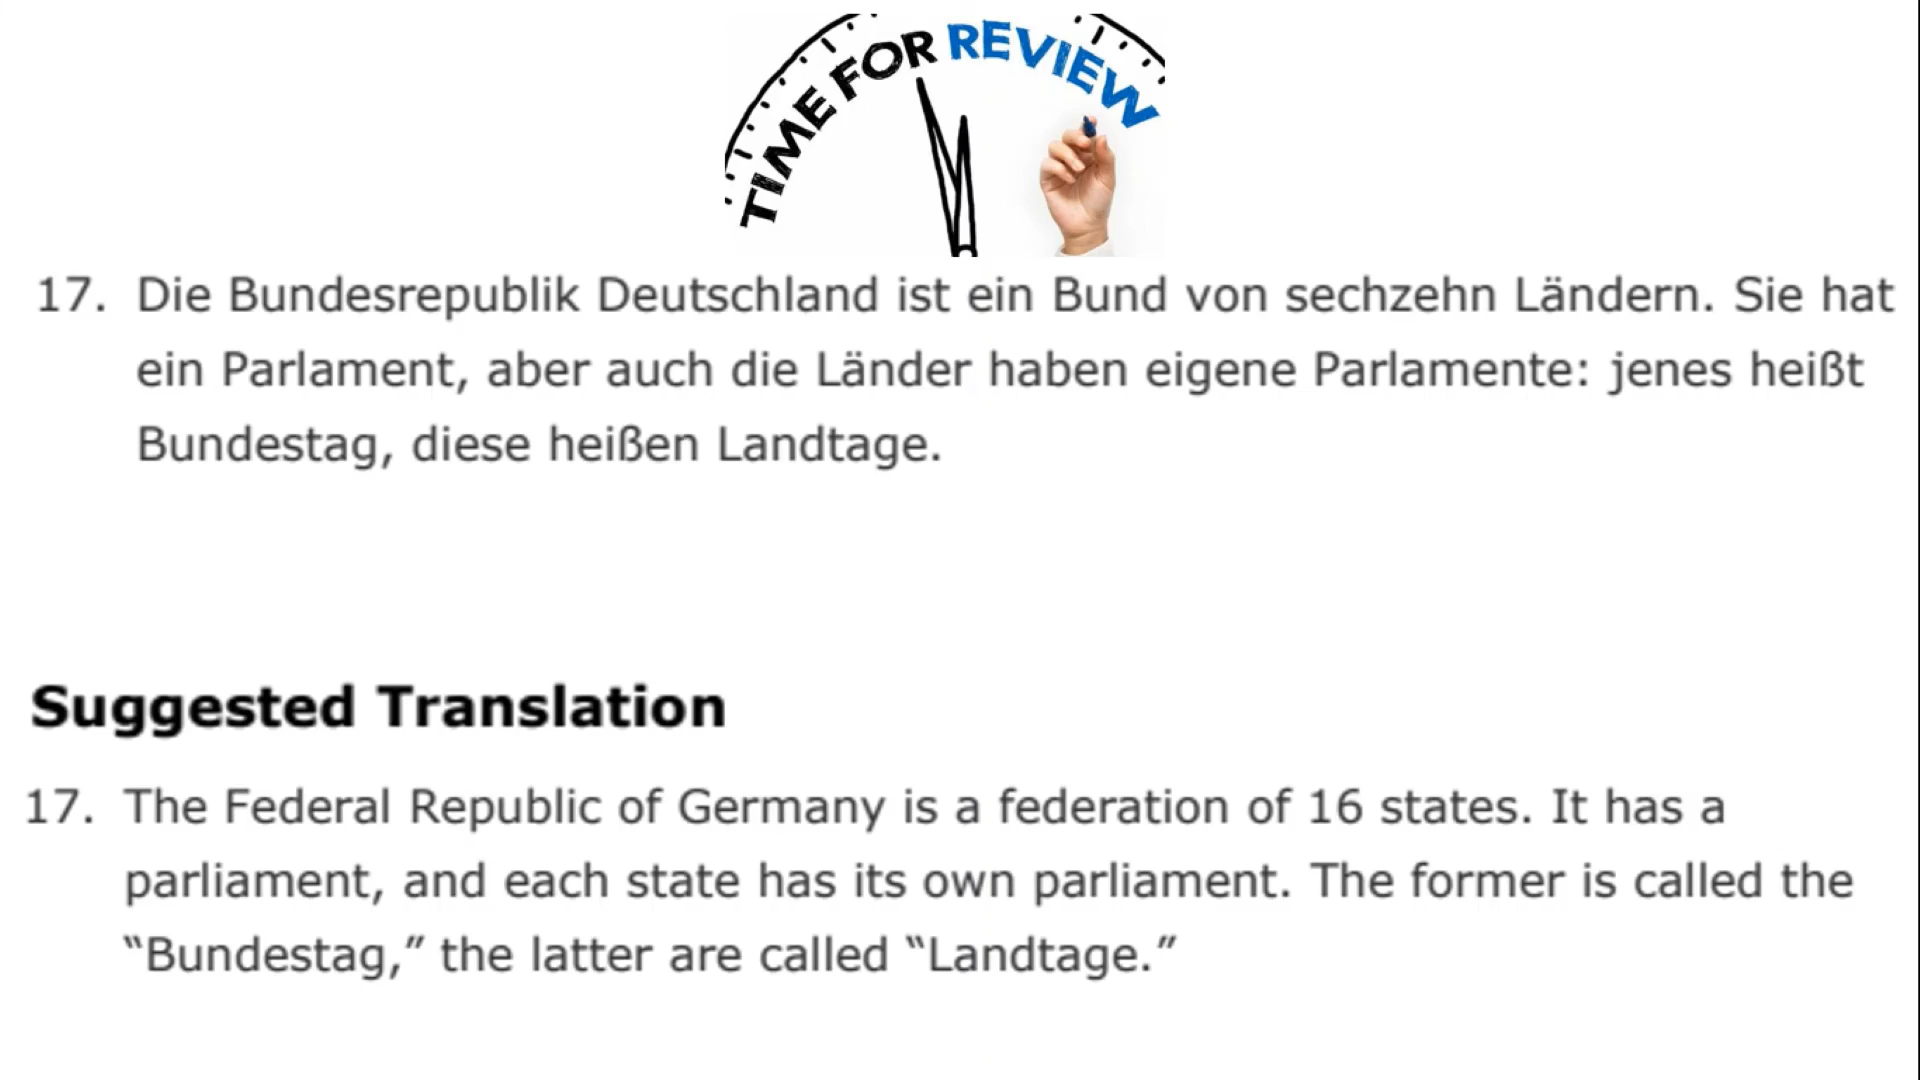 TIME FOR REVIEW
17. Die Bundesrepublik Deutschland ist ein Bund von sechzehn Ländern. Sie hat
ein Parlament, aber auch die Länder haben eigene Parlamente: jenes heißt
Bundestag, diese heißen Landtage.
Suggested Translation
17. The Federal Republic of Germany is a federation of 16 states. It has a
parliament, and each state has its own parliament. The former is called the
“Bundestag,” the latter are called “Landtage.”